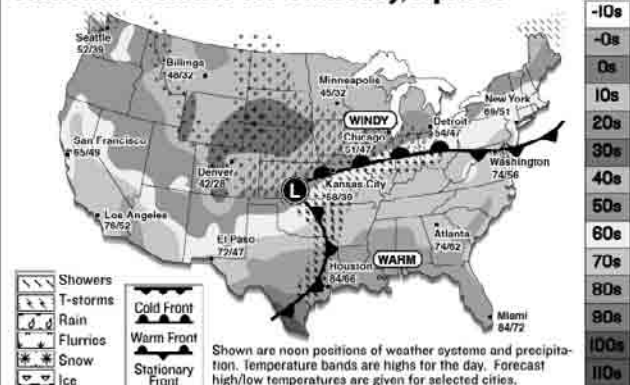 Seattle
52/39
Billings
48/32
Minneapolis
45/32
New York
69/51
WINDY
Detroit
54/47
Chicago
51/47
San Francisco
65/49
Denver
42/28
Washington
74/56
L
Kansas City
58/39
Los Angeles
76/52
Atlanta
74/62
El Paso
72/47
WARM
Houston
84/66
Miami
84/72
Showers
T-storms
Rain
Flurries
Snow
Ice
Cold Front
Warm Front
Stationary
Front
Shown are noon positions of weather systems and precipita-
tion. Temperature bands are highs for the day. Forecast
high/low temperatures are given for selected cities.
-10s
-0s
0s
10s
20s
30s
40s
50s
60s
70s
80s
90s
100s
110s